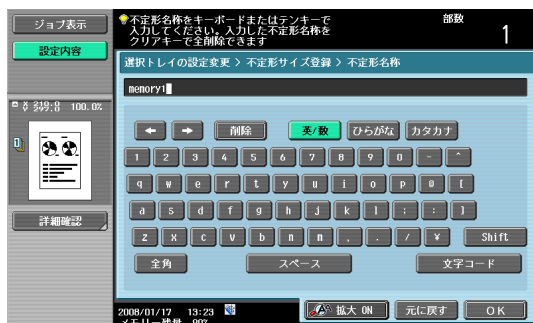 ジョブ表示
設定内容
不定形名称をキーボードまたはテンキーで
入力してください。入力した不定形名称を
クリアキーで全削除できます
部数
1
選択トレイの設定変更 > 不定形サイズ登録 > 不定形名称
memory1
100.0%
← → 削除 英/数 ひらがな カタカナ
1 2 3 4 5 6 7 8 9 0 - ^
q w e r t y u i o p @ [
a s d f g h j k l ; : ]
z x c v b n m , . / ¥ Shift
全角 スペース 文字コード
詳細確認
2008/01/17 13:23
メモリー残量 99%
拡大 ON 元に戻す OK